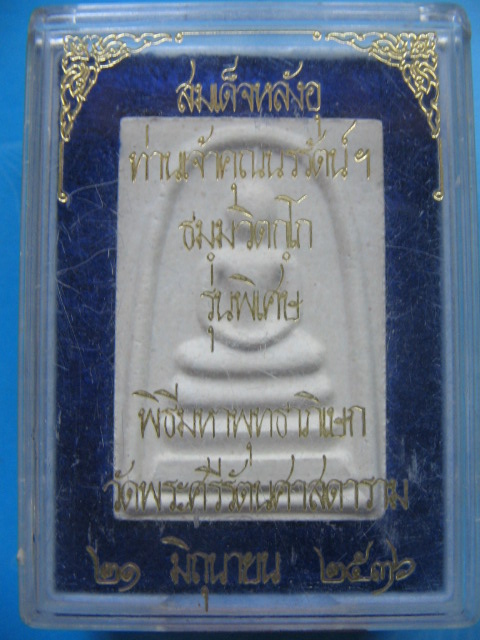 สมเด็จหลังอุ
ท่านเจ้าคุณนรรัตน์ฯ
ธมฺมวิตกฺโก
รุ่นพิเศษ
พิธีมหาพุทธาภิเษก
วัดพระศรีรัตนศาสดาราม
๒๑ มิถุนายน ๒๕๓๖